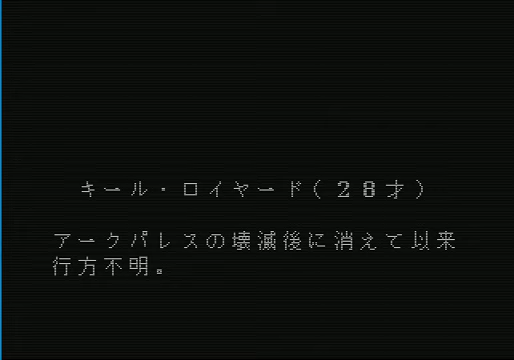 キール・ロイヤード(28才)
アークパレスの壊滅後に消えて以来
行方不明。